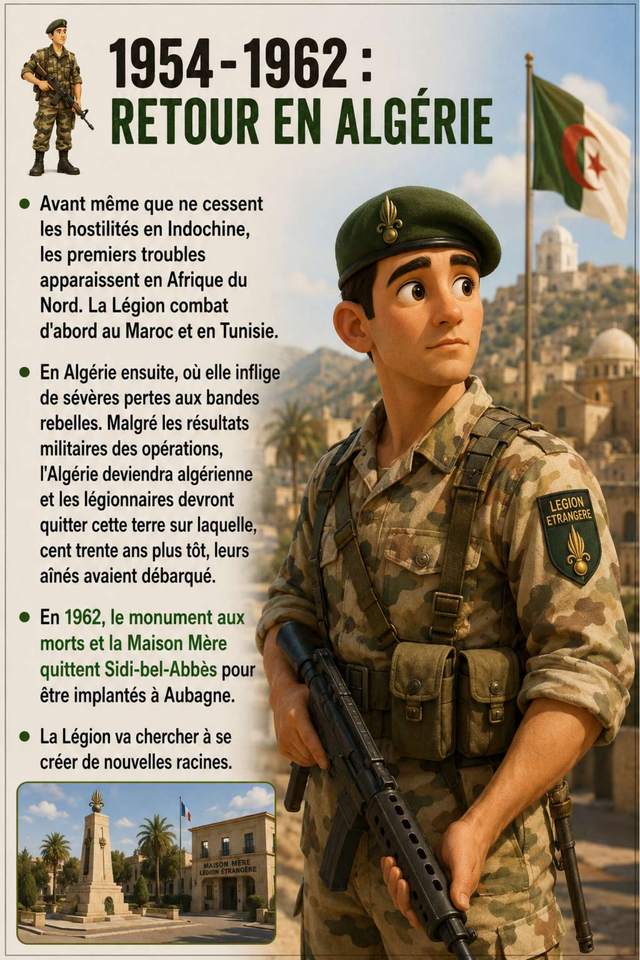 1954-1962 :
RETOUR EN ALGÉRIE
• Avant même que ne cessent
les hostilités en Indochine,
les premiers troubles
apparaissent en Afrique du
Nord. La Légion combat
d'abord au Maroc et en Tunisie.
• En Algérie ensuite, où elle inflige
de sévères pertes aux bandes
rebelles. Malgré les résultats
militaires des opérations,
l'Algérie deviendra algérienne
et les légionnaires devront
quitter cette terre sur laquelle,
cent trente ans plus tôt, leurs
aînés avaient débarqué.
• En 1962, le monument aux
morts et la Maison Mère
quittent Sidi-bel-Abbès pour
être implantés à Aubagne.
• La Légion va chercher à se
créer de nouvelles racines.
LEGION
ETRANGERE
MAISON MÈRE
LÉGION ÉTRANGÈRE